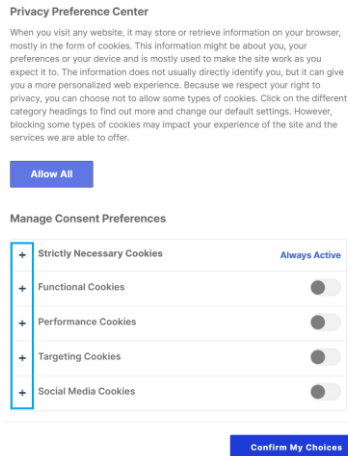 Privacy Preference Center
When you visit any website, it may store or retrieve information on your browser,
mostly in the form of cookies. This information might be about you, your
preferences or your device and is mostly used to make the site work as you
expect it to. The information does not usually directly identify you, but it can give
you a more personalized web experience. Because we respect your right to
privacy, you can choose not to allow some types of cookies. Click on the different
category headings to find out more and change our default settings. However,
blocking some types of cookies may impact your experience of the site and the
services we are able to offer.
Allow All
Manage Consent Preferences
+ Strictly Necessary Cookies Always Active
+ Functional Cookies
+ Performance Cookies
+ Targeting Cookies
+ Social Media Cookies
Confirm My Choices